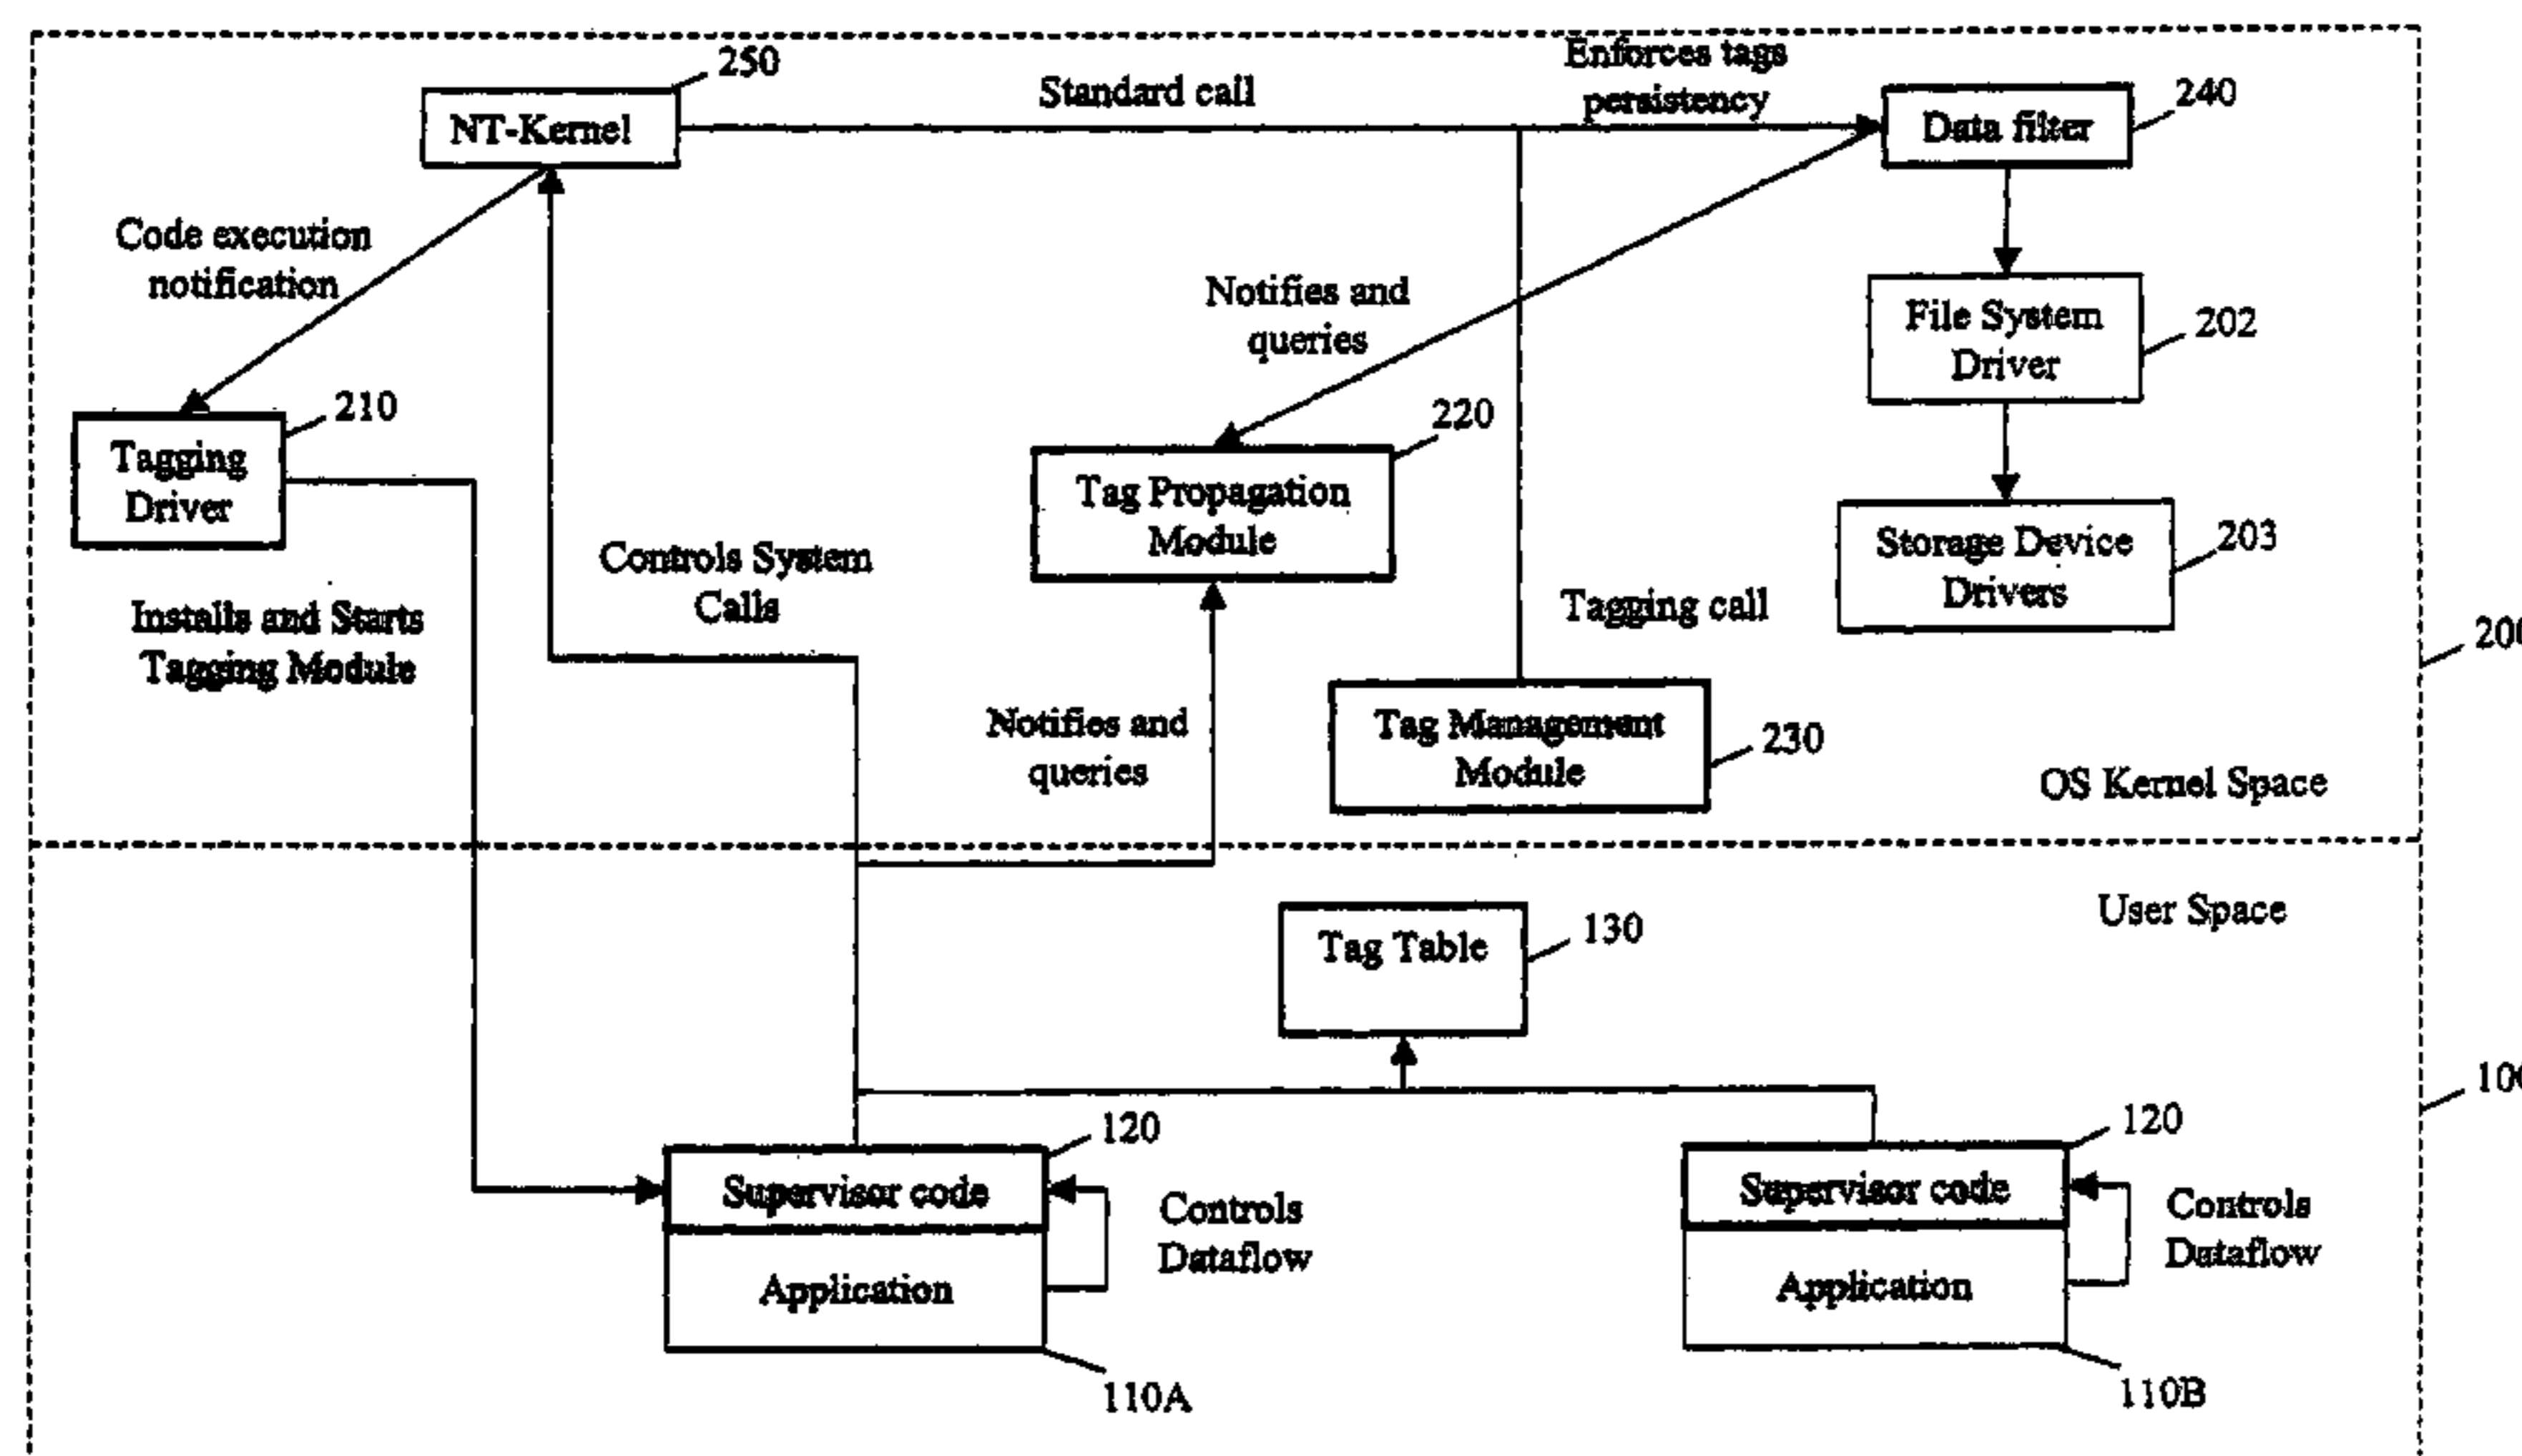 250
Enforces tags
persistency
Standard call
240
NT-Kernel
Data filter
Code execution
notification
Notifies and
queries
File System
Driver
202
210
220
Tagging
Driver
Tag Propagation
Module
Storage Device
Drivers
203
Controls System
Calls
Installs and Starts
Tagging Module
Tagging call
200
Notifies and
queries
Tag Management
Module
230
OS Kernel Space
User Space
Tag Table
130
100
120
120
Supervisor code
Supervisor code
Controls
Dataflow
Controls
Dataflow
Application
Application
110A
110B